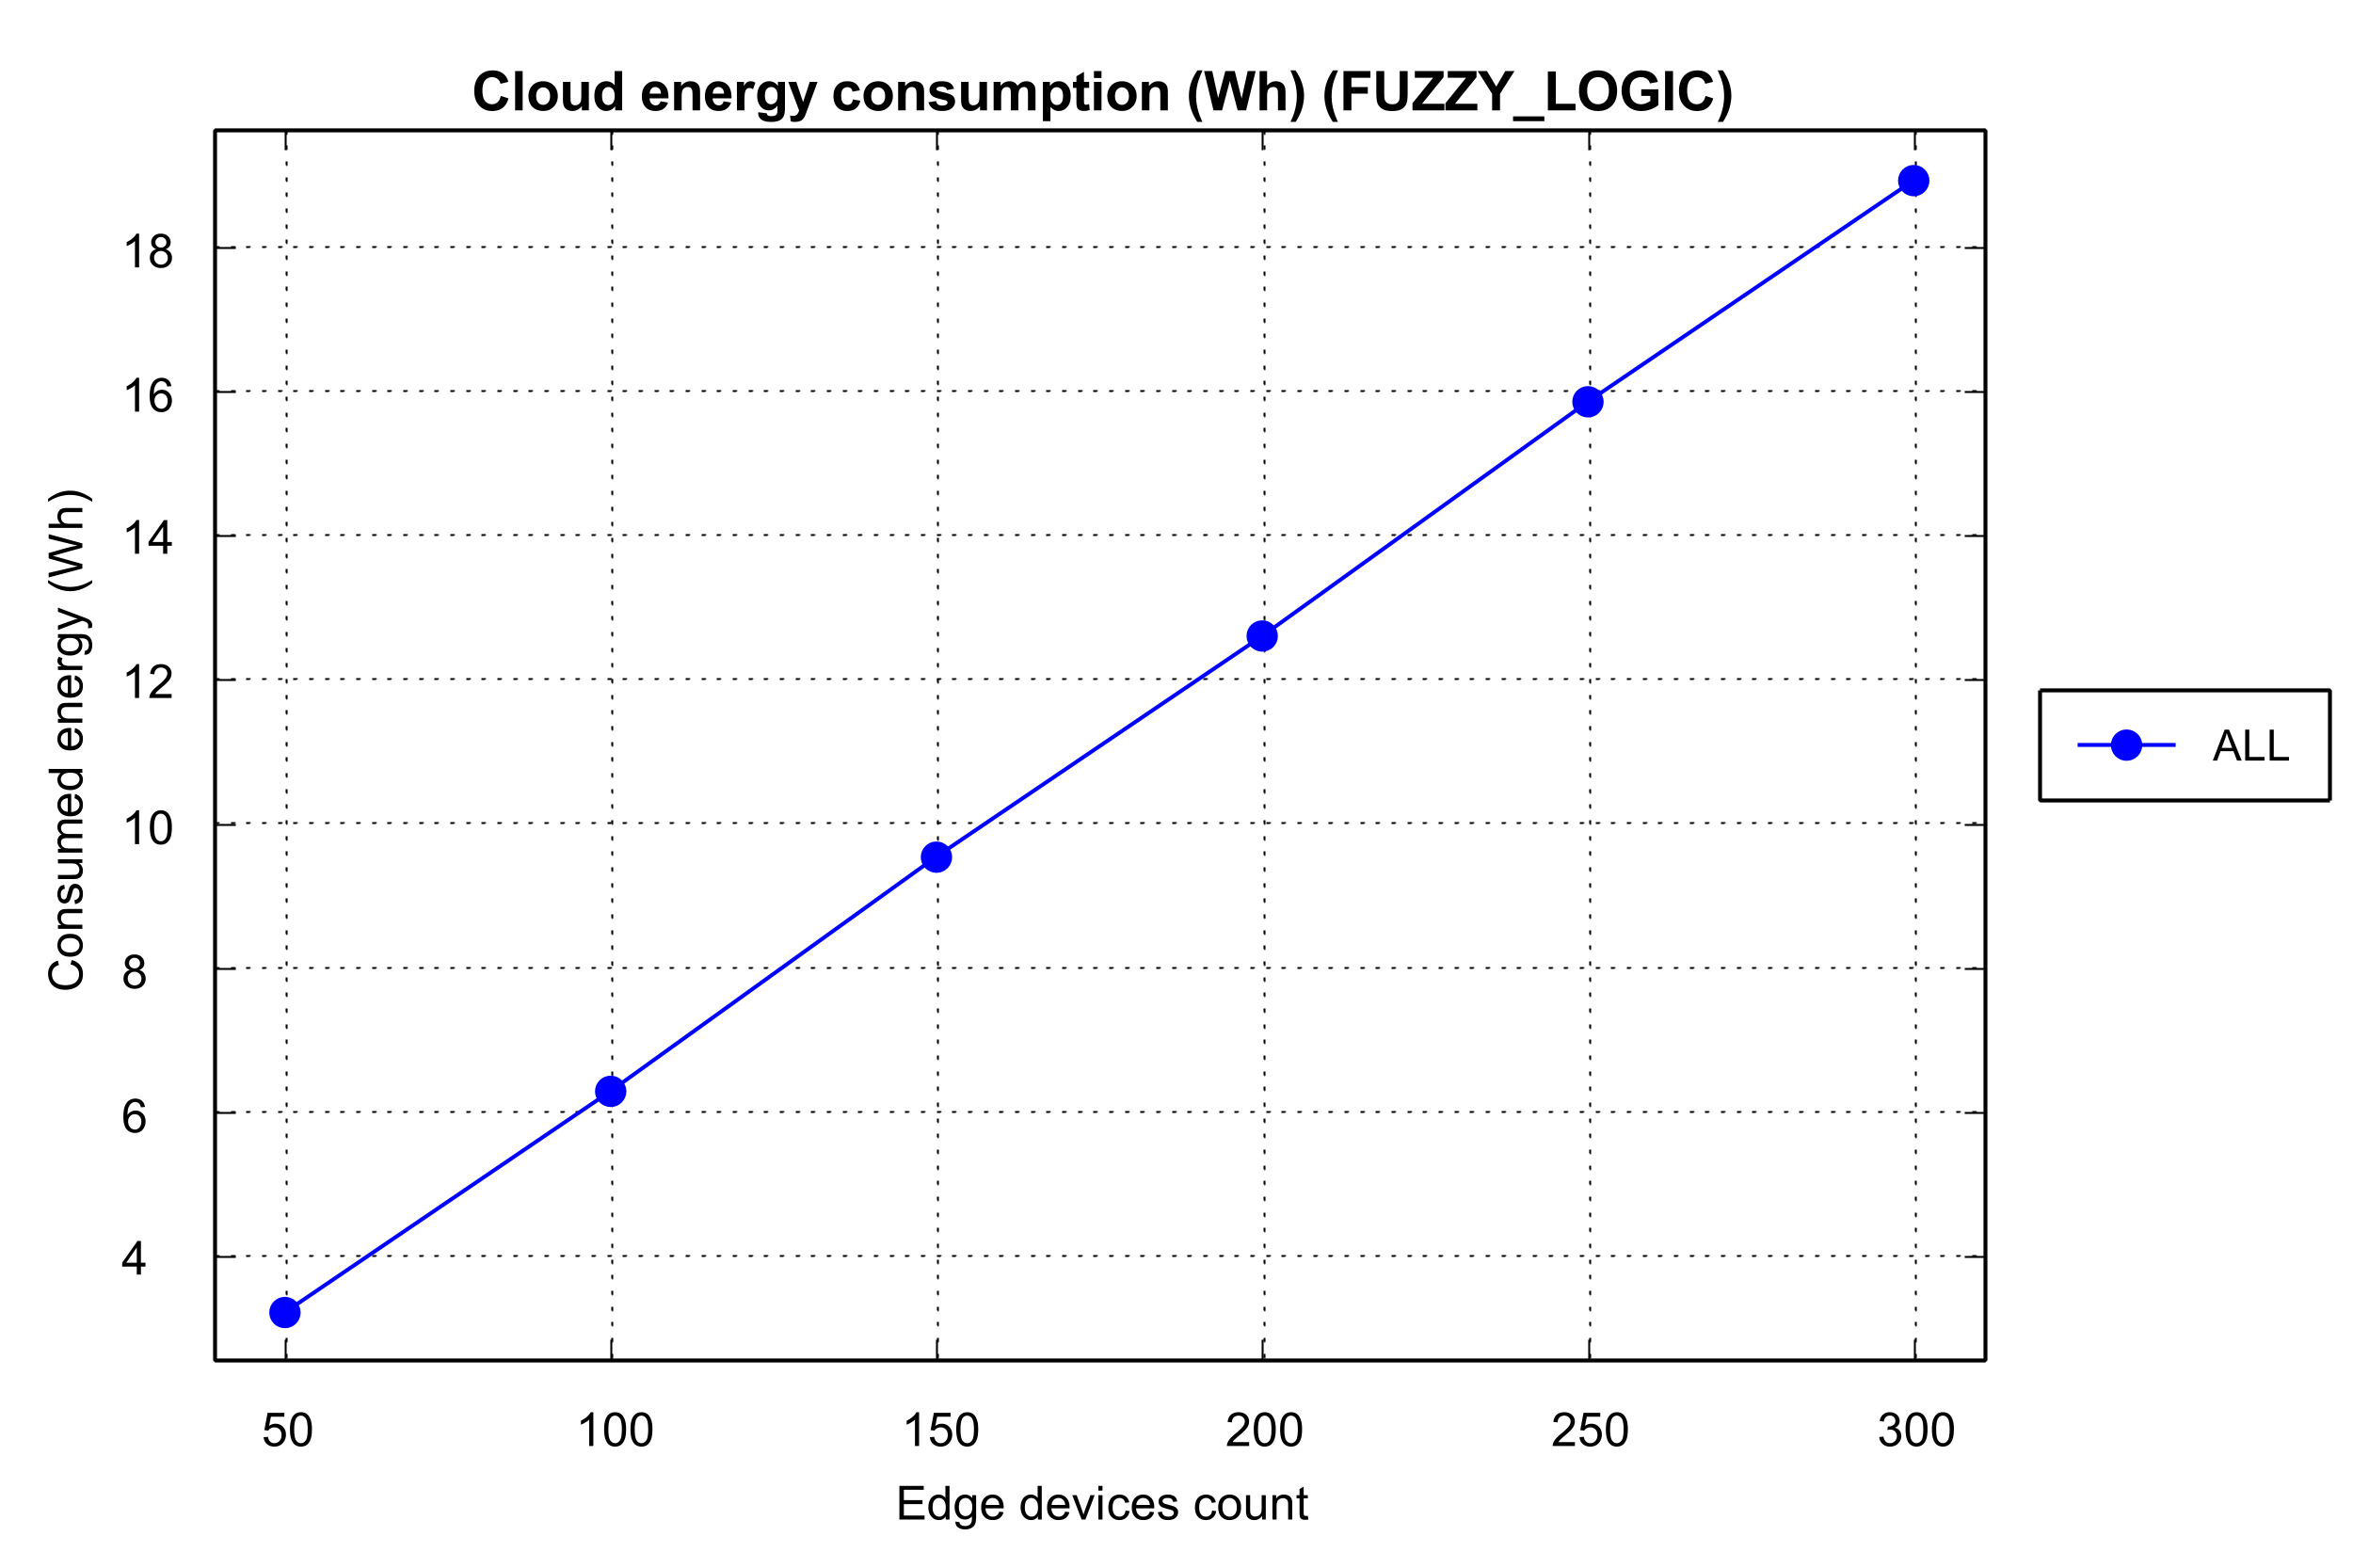 Cloud energy consumption (Wh) (FUZZY_LOGIC)
Consumed energy (Wh)
18
16
14
12
10
8
6
4
50 100 150 200 250 300
Edge devices count
ALL